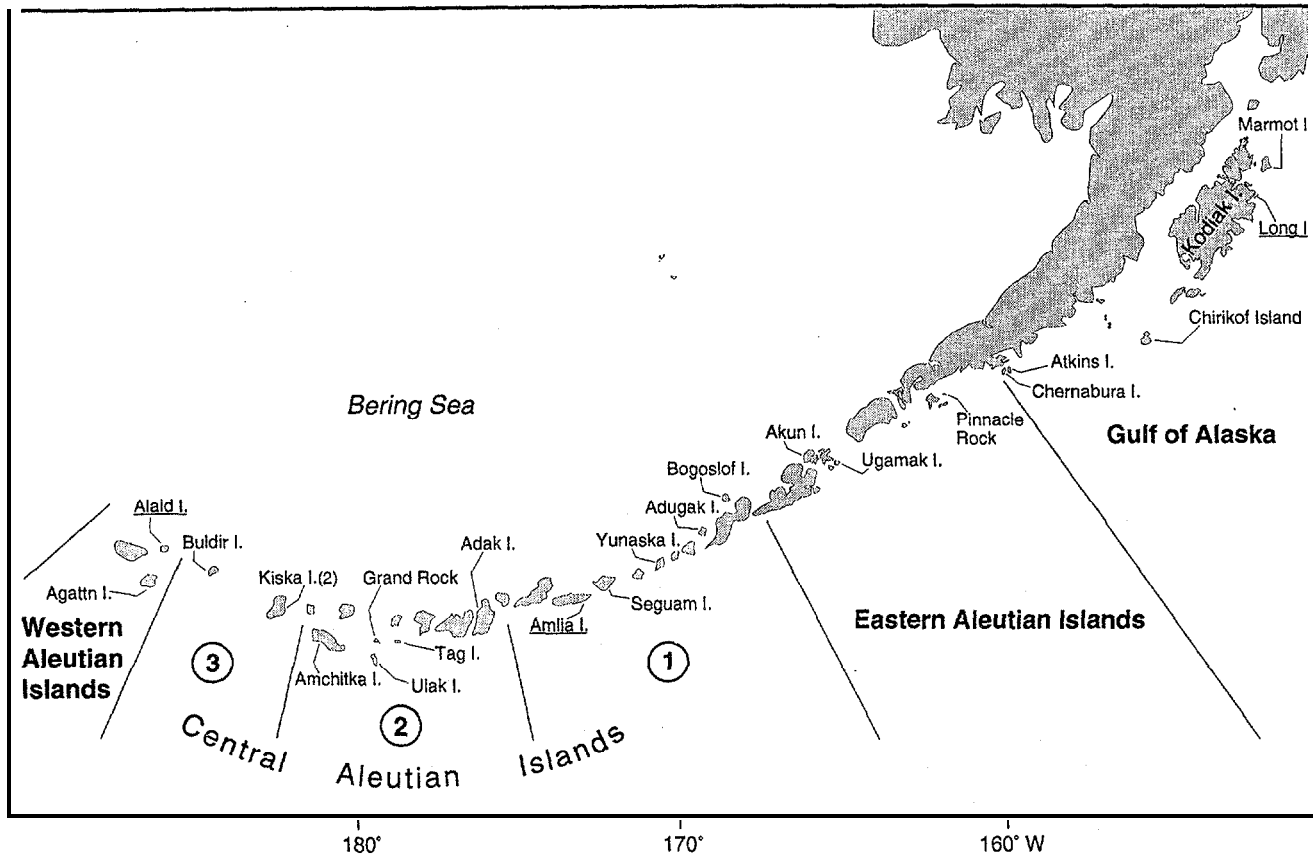 Marmot I
Kodiak I.
Long I
Chirikof Island
Atkins I.
Chernabura I.
Bering Sea
Pinnacle
Rock
Gulf of Alaska
Akun I.
Ugamak I.
Bogoslof I.
Adugak I.
Alaid I.
Buldir I.
Adak I.
Yunaska I.
Kiska I.(2)
Grand Rock
Agattn I.
Seguam I.
Amlia I.
Eastern Aleutian Islands
Western
Aleutian
Islands
3
Tag I.
1
Amchitka I.
Ulak I.
2
Central
Aleutian
Islands
180°
170°
160° W